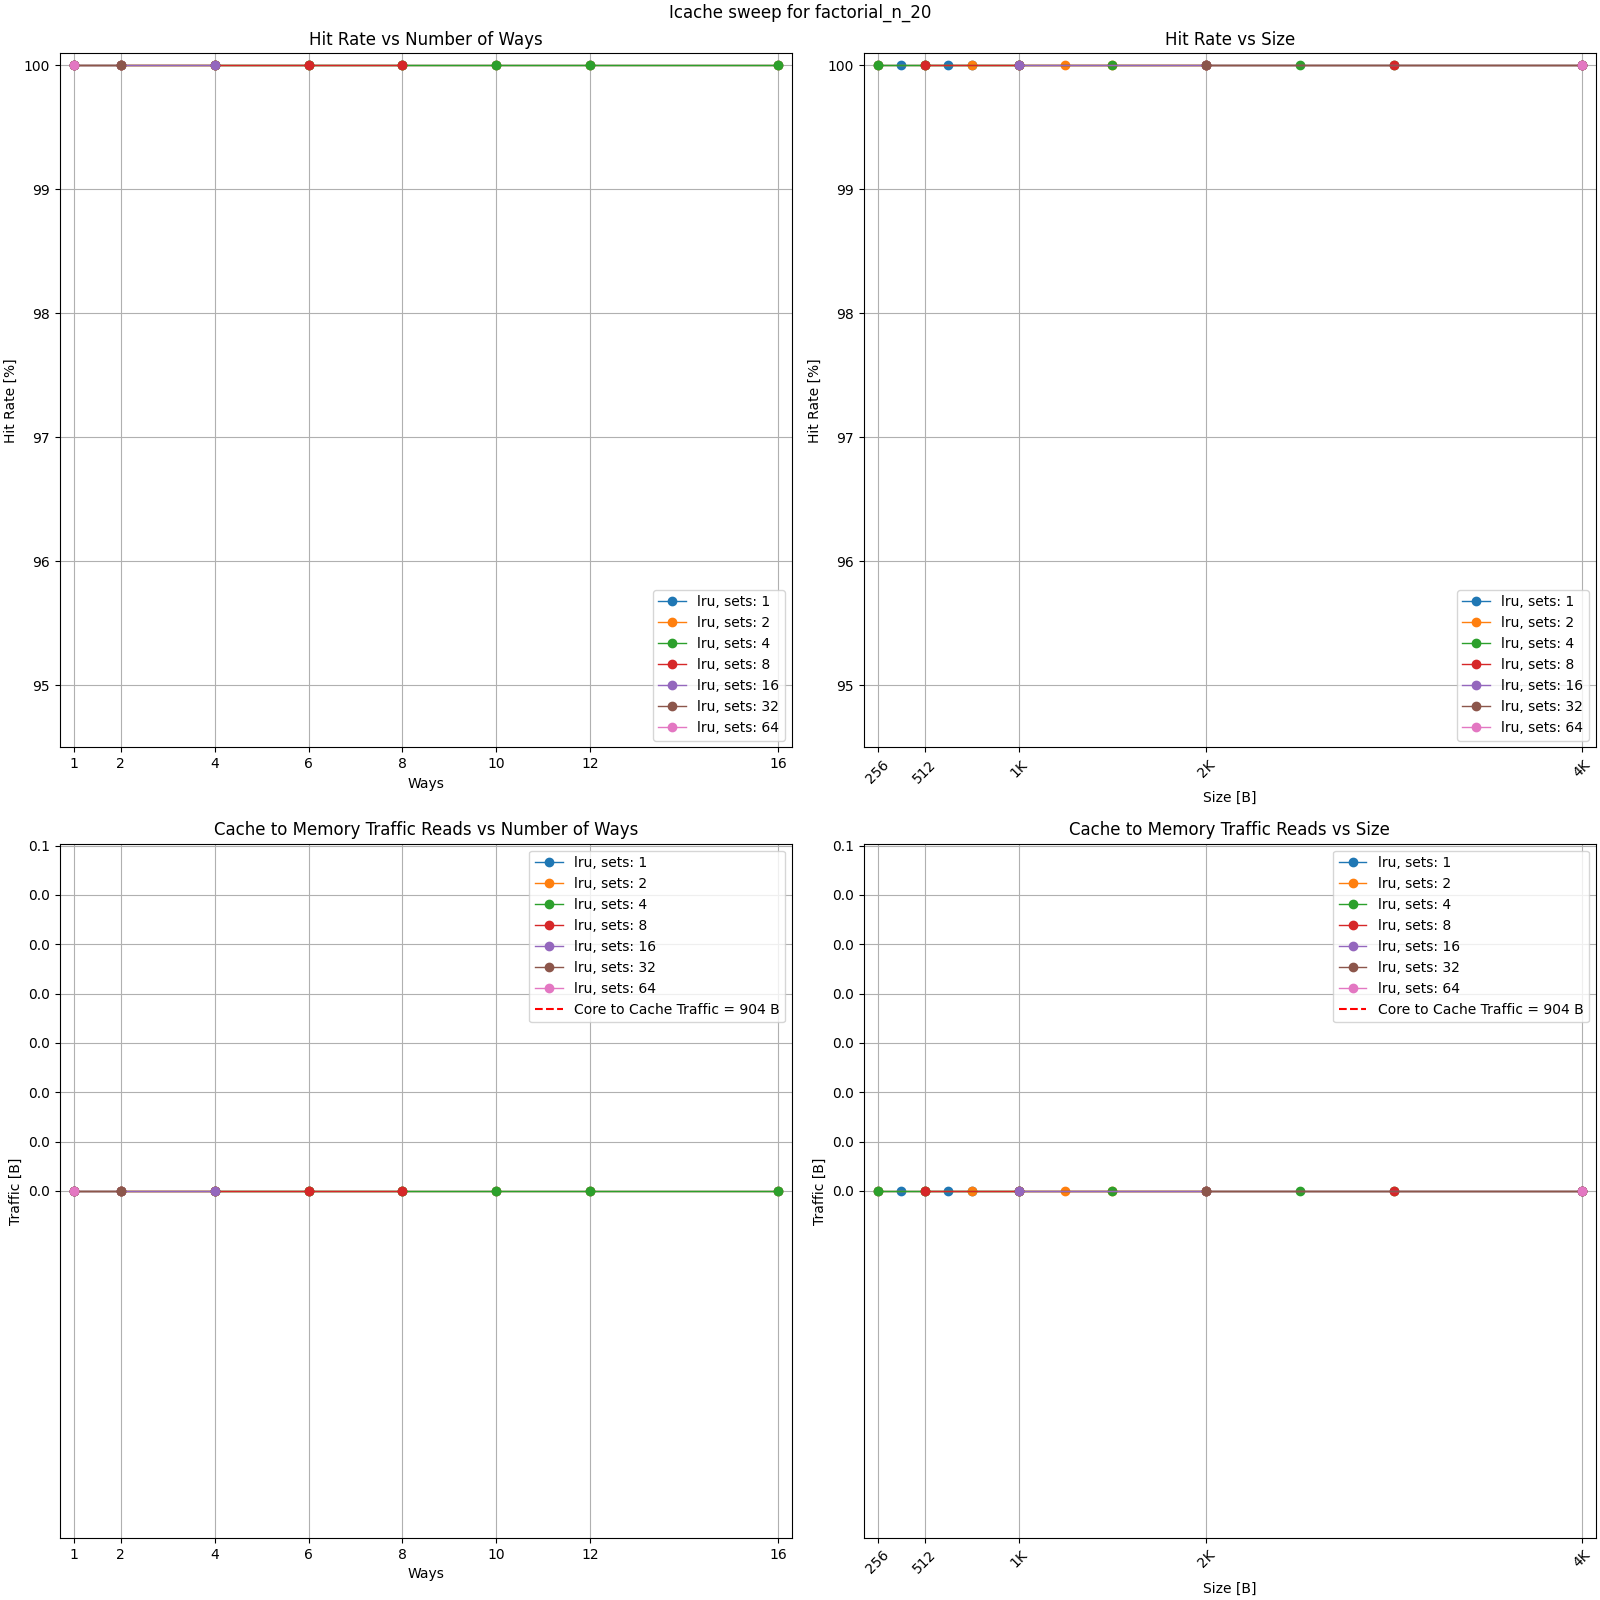 Icache sweep for factorial_n_20
Hit Rate vs Number of Ways
100
99
98
97
96
95
Hit Rate [%]
lru, sets: 1
lru, sets: 2
lru, sets: 4
lru, sets: 8
lru, sets: 16
lru, sets: 32
lru, sets: 64
1 2 4 6 8 10 12 16
Ways
Hit Rate vs Size
100
99
98
97
96
95
Hit Rate [%]
lru, sets: 1
lru, sets: 2
lru, sets: 4
lru, sets: 8
lru, sets: 16
lru, sets: 32
lru, sets: 64
256 512 1K 2K 4K
Size [B]
Cache to Memory Traffic Reads vs Number of Ways
0.1
0.0
0.0
0.0
0.0
0.0
0.0
0.0
Traffic [B]
lru, sets: 1
lru, sets: 2
lru, sets: 4
lru, sets: 8
lru, sets: 16
lru, sets: 32
lru, sets: 64
Core to Cache Traffic = 904 B
1 2 4 6 8 10 12 16
Ways
Cache to Memory Traffic Reads vs Size
0.1
0.0
0.0
0.0
0.0
0.0
0.0
0.0
Traffic [B]
lru, sets: 1
lru, sets: 2
lru, sets: 4
lru, sets: 8
lru, sets: 16
lru, sets: 32
lru, sets: 64
Core to Cache Traffic = 904 B
256 512 1K 2K 4K
Size [B]